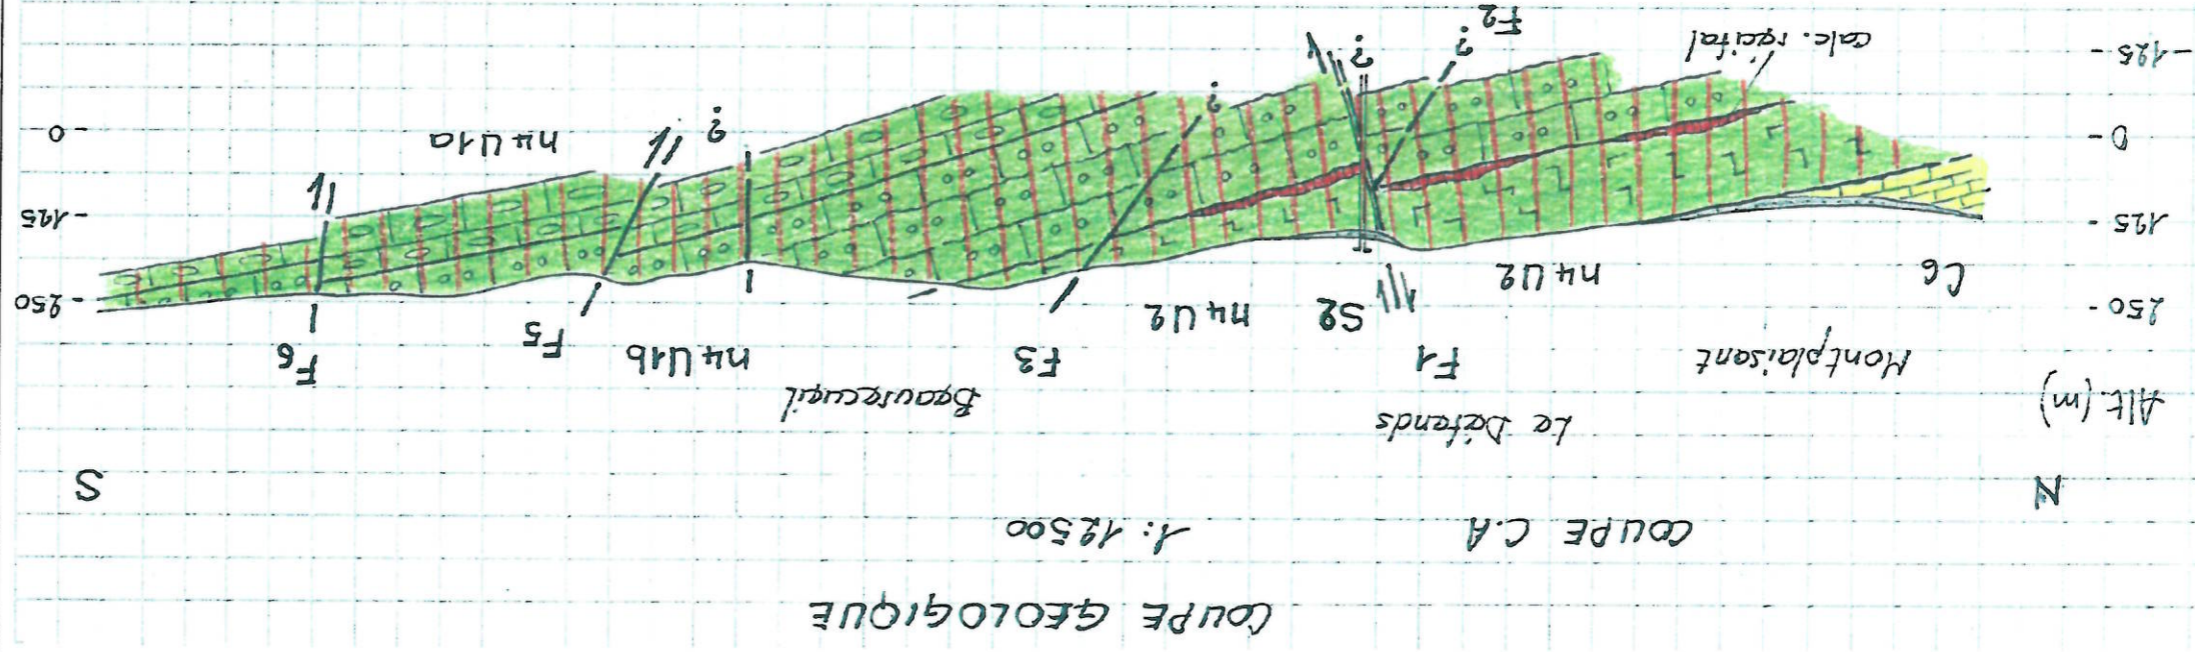 COUPE GEOLOGIQUE
COUPE C.A 1: 12500
N S
Le Défends
Alt. (m) Beaurecueil
Montplaisant F1 F3 n4U1b F5 F6
C6 n4U2 S2 n4U2
250 - - 250
125 - - 125
0 - - 0
n4U1a
? ?
? ?
-125 - calc. récifal
F2